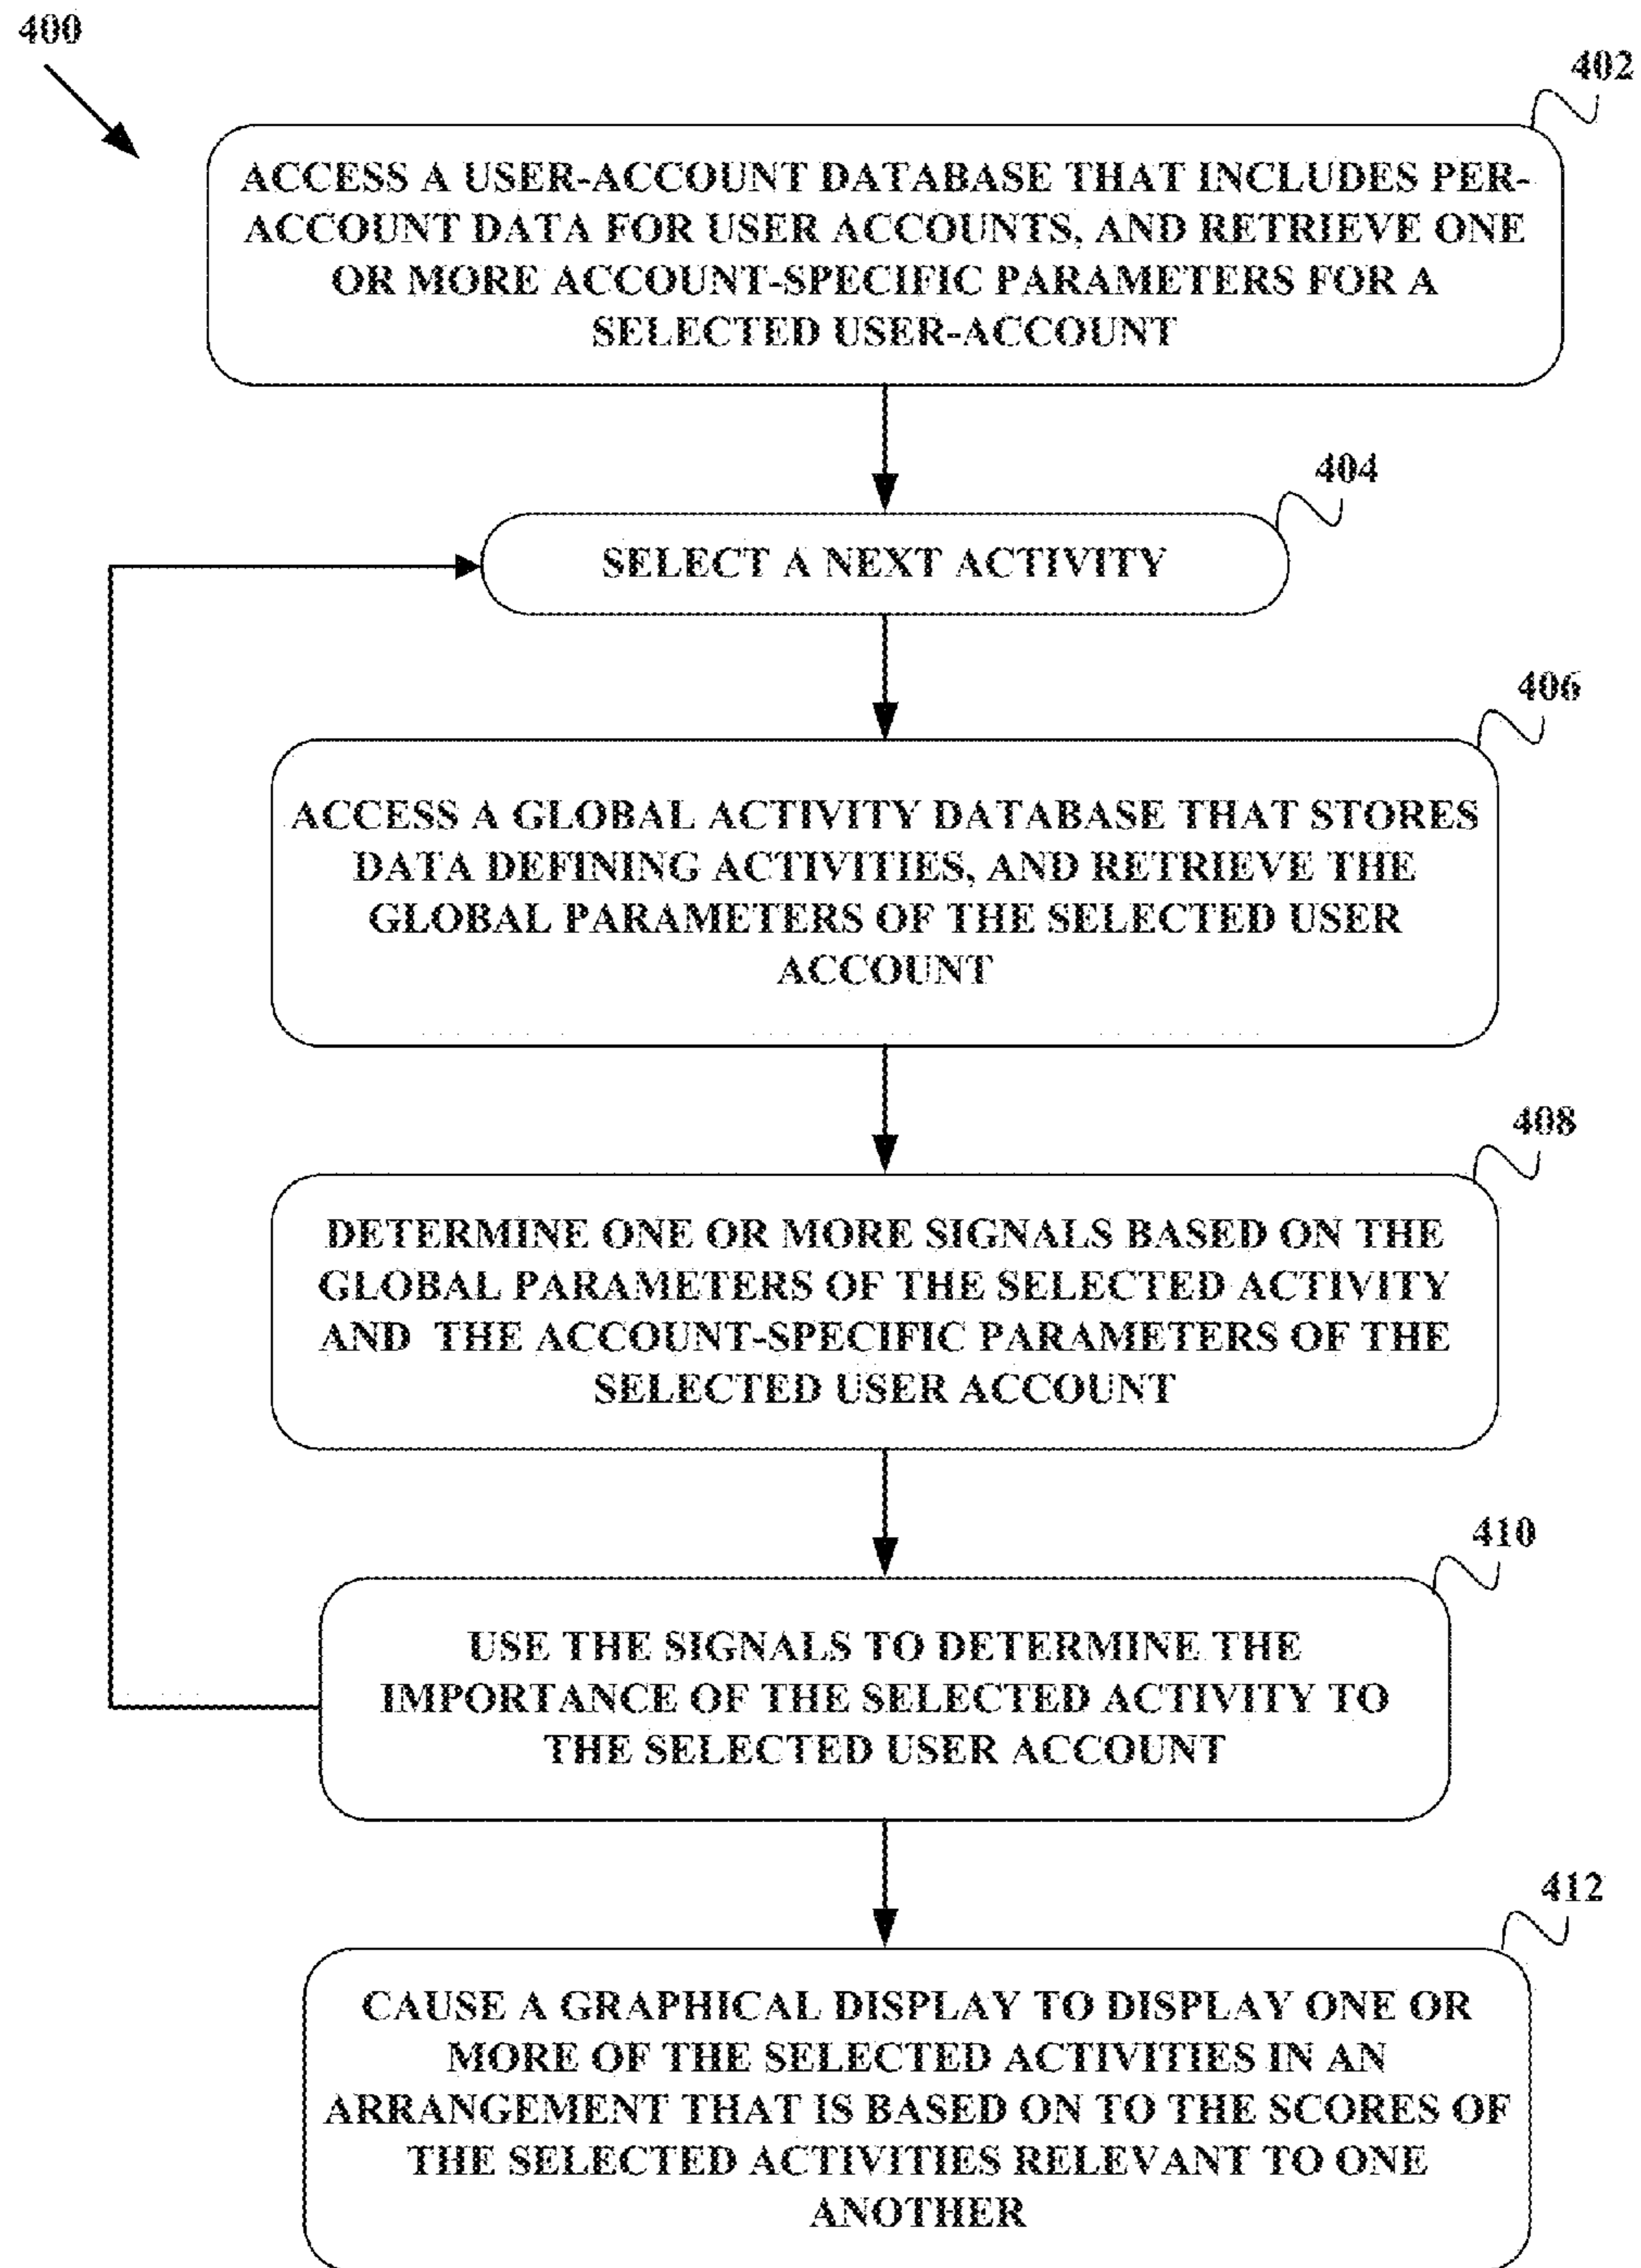 400
402
ACCESS A USER-ACCOUNT DATABASE THAT INCLUDES PER-
ACCOUNT DATA FOR USER ACCOUNTS, AND RETRIEVE ONE
OR MORE ACCOUNT-SPECIFIC PARAMETERS FOR A
SELECTED USER-ACCOUNT
404
SELECT A NEXT ACTIVITY
406
ACCESS A GLOBAL ACTIVITY DATABASE THAT STORES
DATA DEFINING ACTIVITIES, AND RETRIEVE THE
GLOBAL PARAMETERS OF THE SELECTED USER
ACCOUNT
408
DETERMINE ONE OR MORE SIGNALS BASED ON THE
GLOBAL PARAMETERS OF THE SELECTED ACTIVITY
AND THE ACCOUNT-SPECIFIC PARAMETERS OF THE
SELECTED USER ACCOUNT
410
USE THE SIGNALS TO DETERMINE THE
IMPORTANCE OF THE SELECTED ACTIVITY TO
THE SELECTED USER ACCOUNT
412
CAUSE A GRAPHICAL DISPLAY TO DISPLAY ONE OR
MORE OF THE SELECTED ACTIVITIES IN AN
ARRANGEMENT THAT IS BASED ON TO THE SCORES OF
THE SELECTED ACTIVITIES RELEVANT TO ONE
ANOTHER